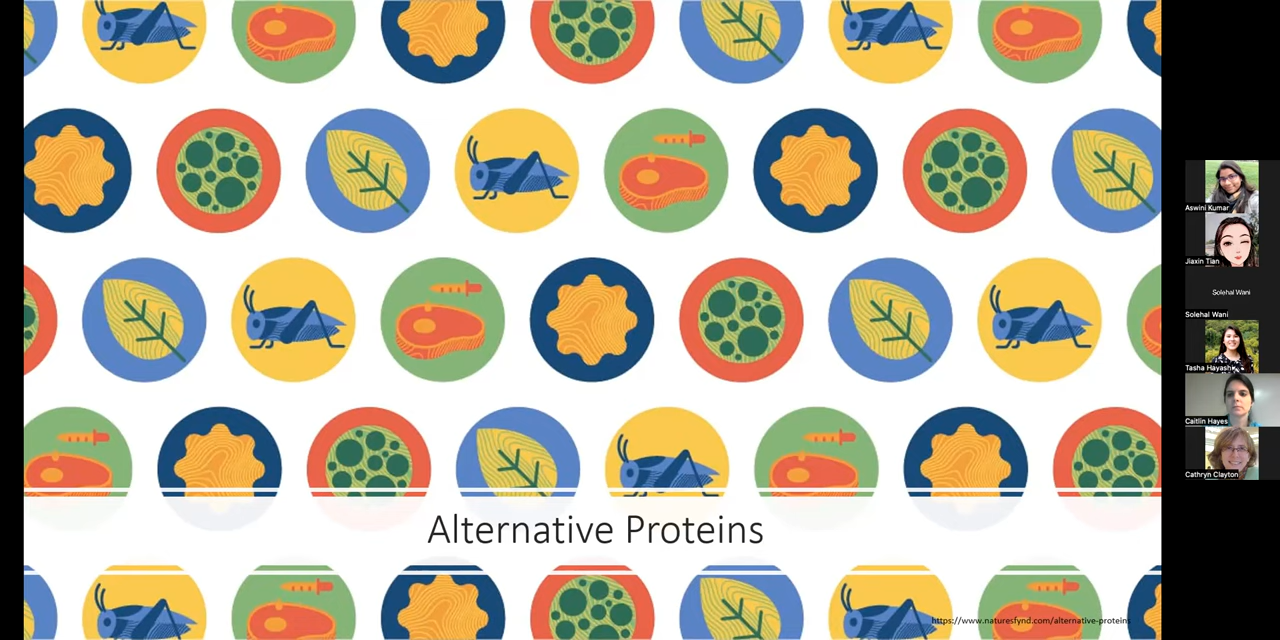 Alternative Proteins
https://www.naturesfynd.com/alternative-proteins
Aswini Kumar
Jiaxin Tian
Solehal Wani
Solehal Wani
Tasha Hayashi
Caitlin Hayes
Cathryn Clayton